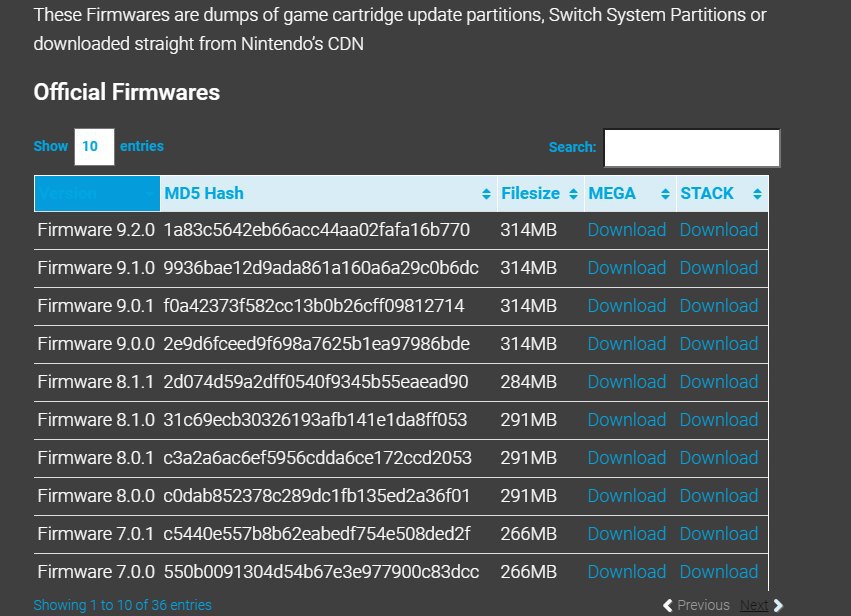 These Firmwares are dumps of game cartridge update partitions, Switch System Partitions or
downloaded straight from Nintendo's CDN
Official Firmwares
Show 10 entries Search:
Version MD5 Hash Filesize MEGA STACK
Firmware 9.2.0 1a83c5642eb66acc44aa02fafa16b770 314MB Download Download
Firmware 9.1.0 9936bae12d9ada861a160a6a29c0b6dc 314MB Download Download
Firmware 9.0.1 f0a42373f582cc13b0b26cff09812714 314MB Download Download
Firmware 9.0.0 2e9d6fceed9f698a7625b1ea97986bde 314MB Download Download
Firmware 8.1.1 2d074d59a2dff0540f9345b55eaead90 284MB Download Download
Firmware 8.1.0 31c69ecb30326193afb141e1da8ff053 291MB Download Download
Firmware 8.0.1 c3a2a6ac6ef5956cdda6ce172ccd2053 291MB Download Download
Firmware 8.0.0 c0dab852378c289dc1fb135ed2a36f01 291MB Download Download
Firmware 7.0.1 c5440e557b8b62eabedf754e508ded2f 266MB Download Download
Firmware 7.0.0 550b0091304d54b67e3e977900c83dcc 266MB Download Download
Showing 1 to 10 of 36 entries Previous Next